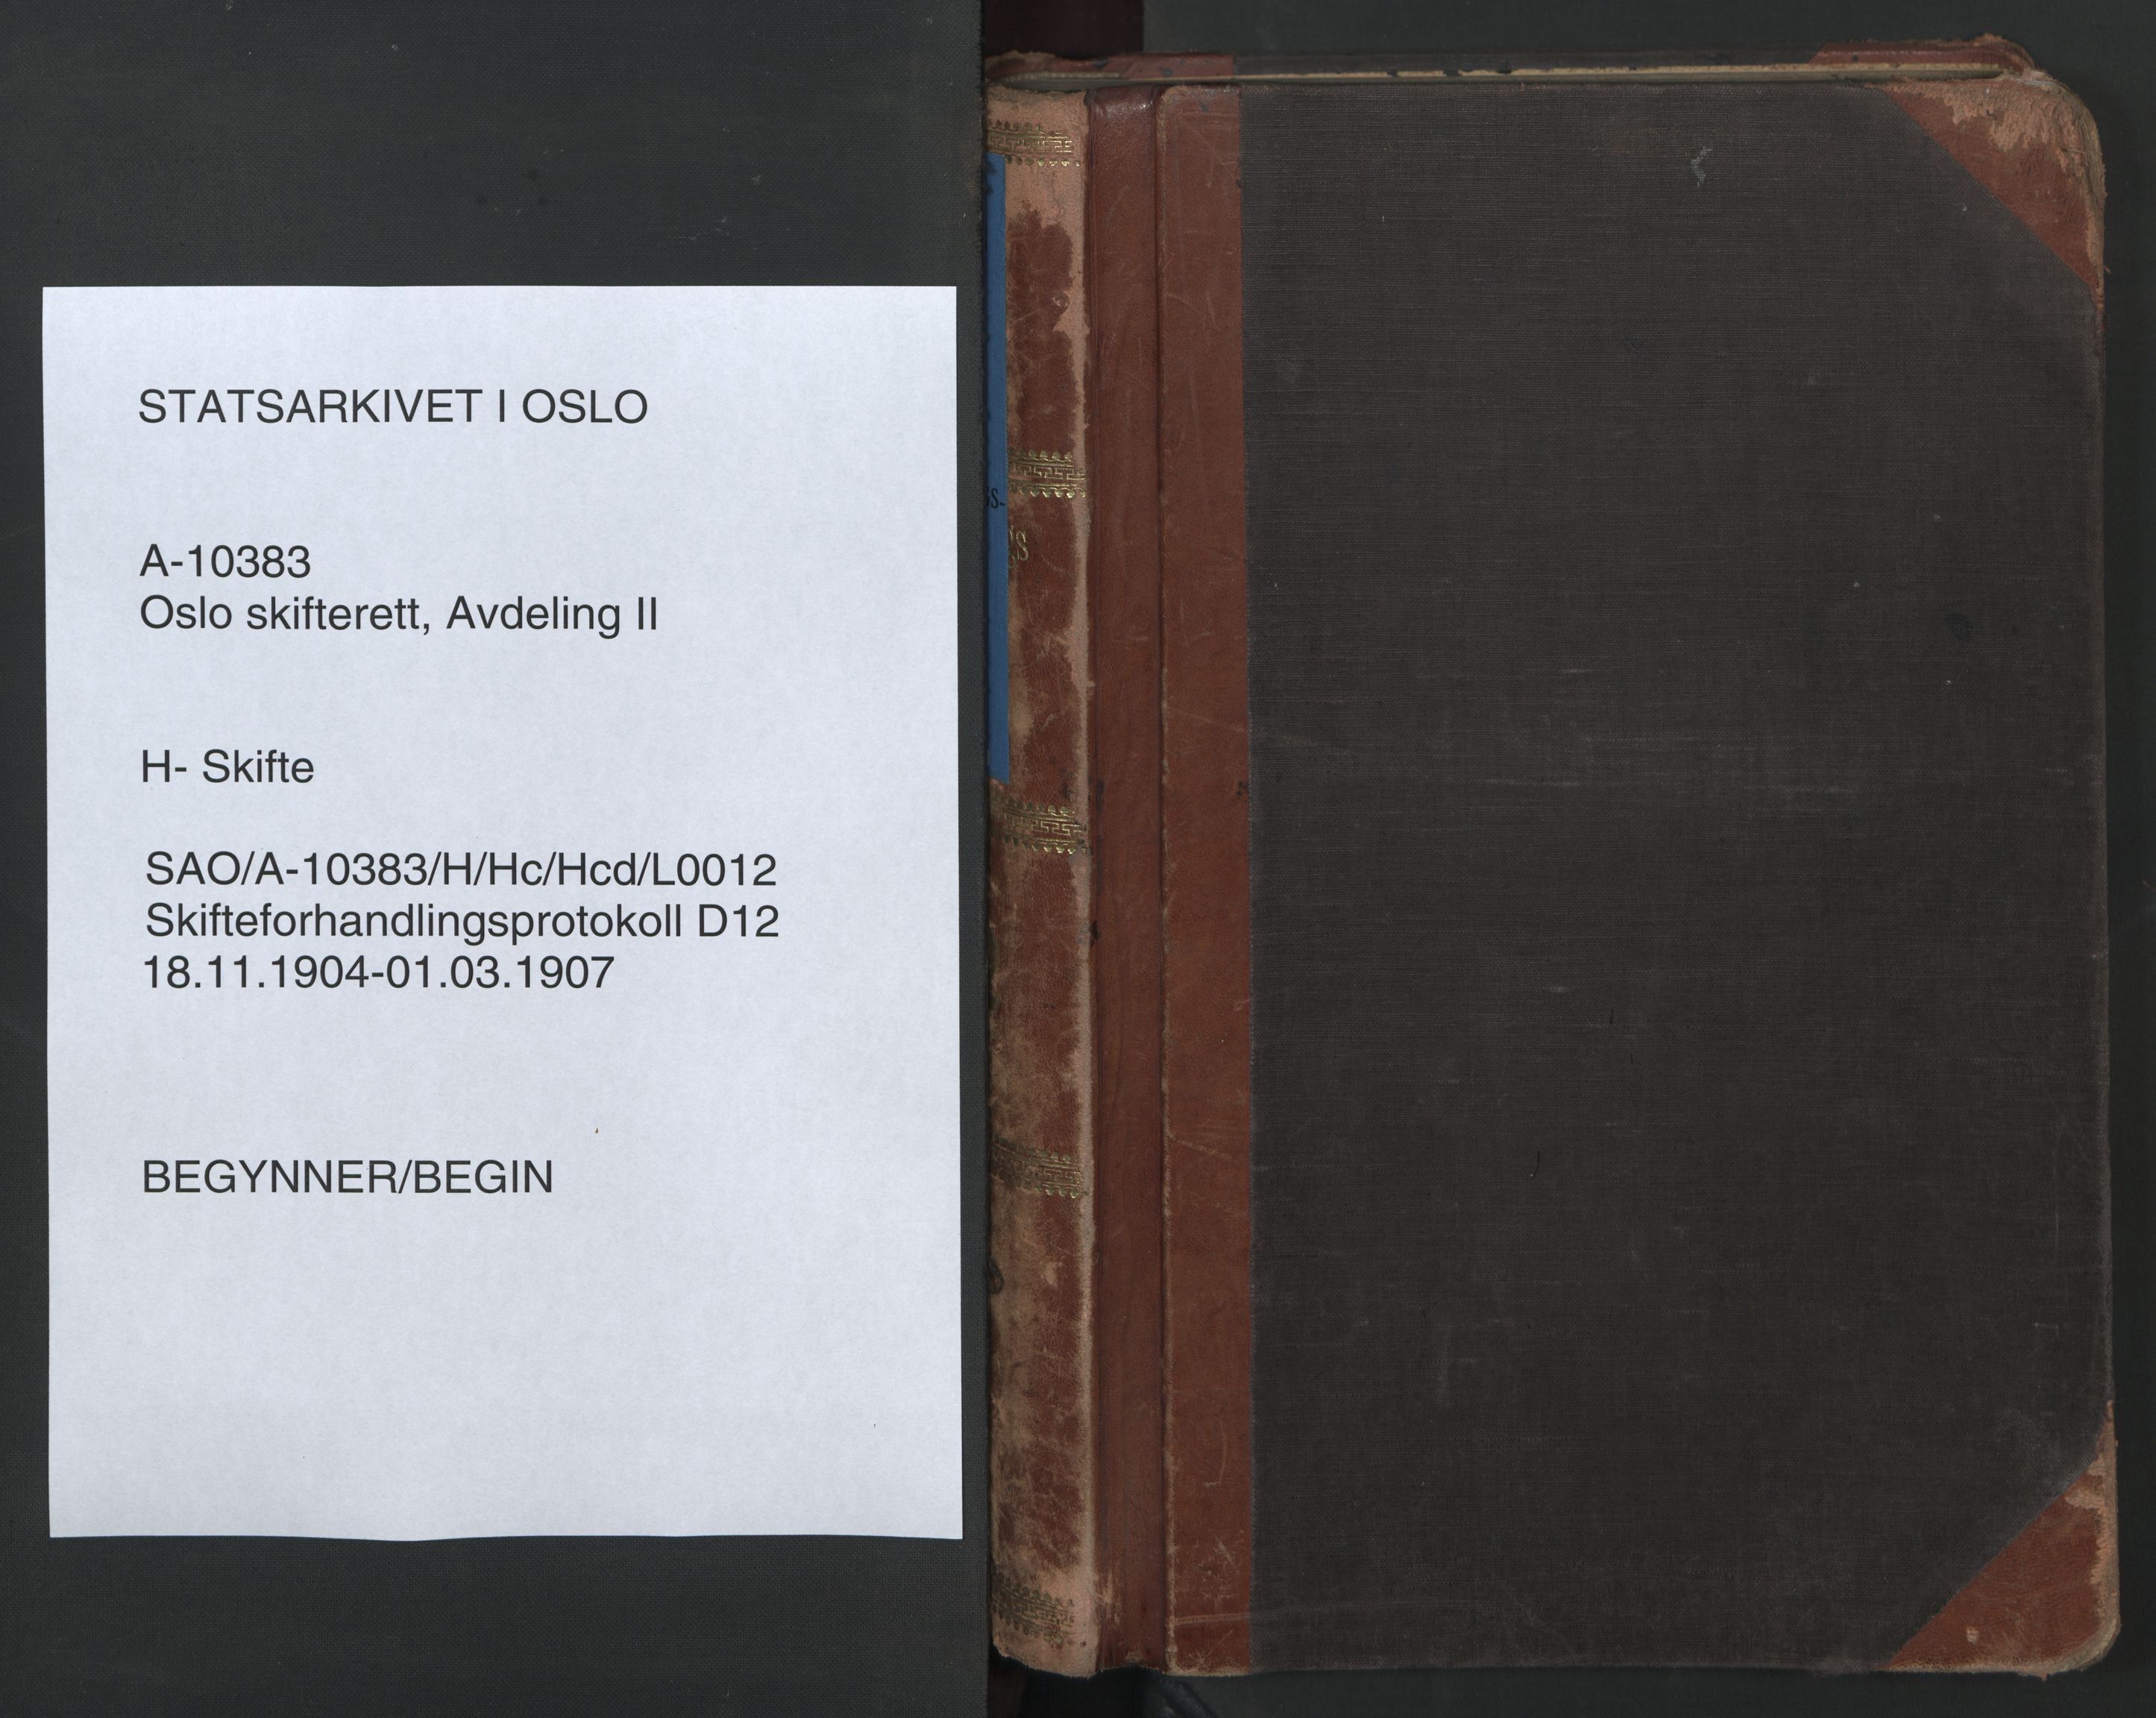 STATSARKIVET I OSLO
A-10383
Oslo skifterett, Avdeling II
H- Skifte
SAO/A-10383/H/Hc/Hcd/L0012
Skifteforhandlingsprotokoll D12
18.11.1904-01.03.1907
BEGYNNER/BEGIN